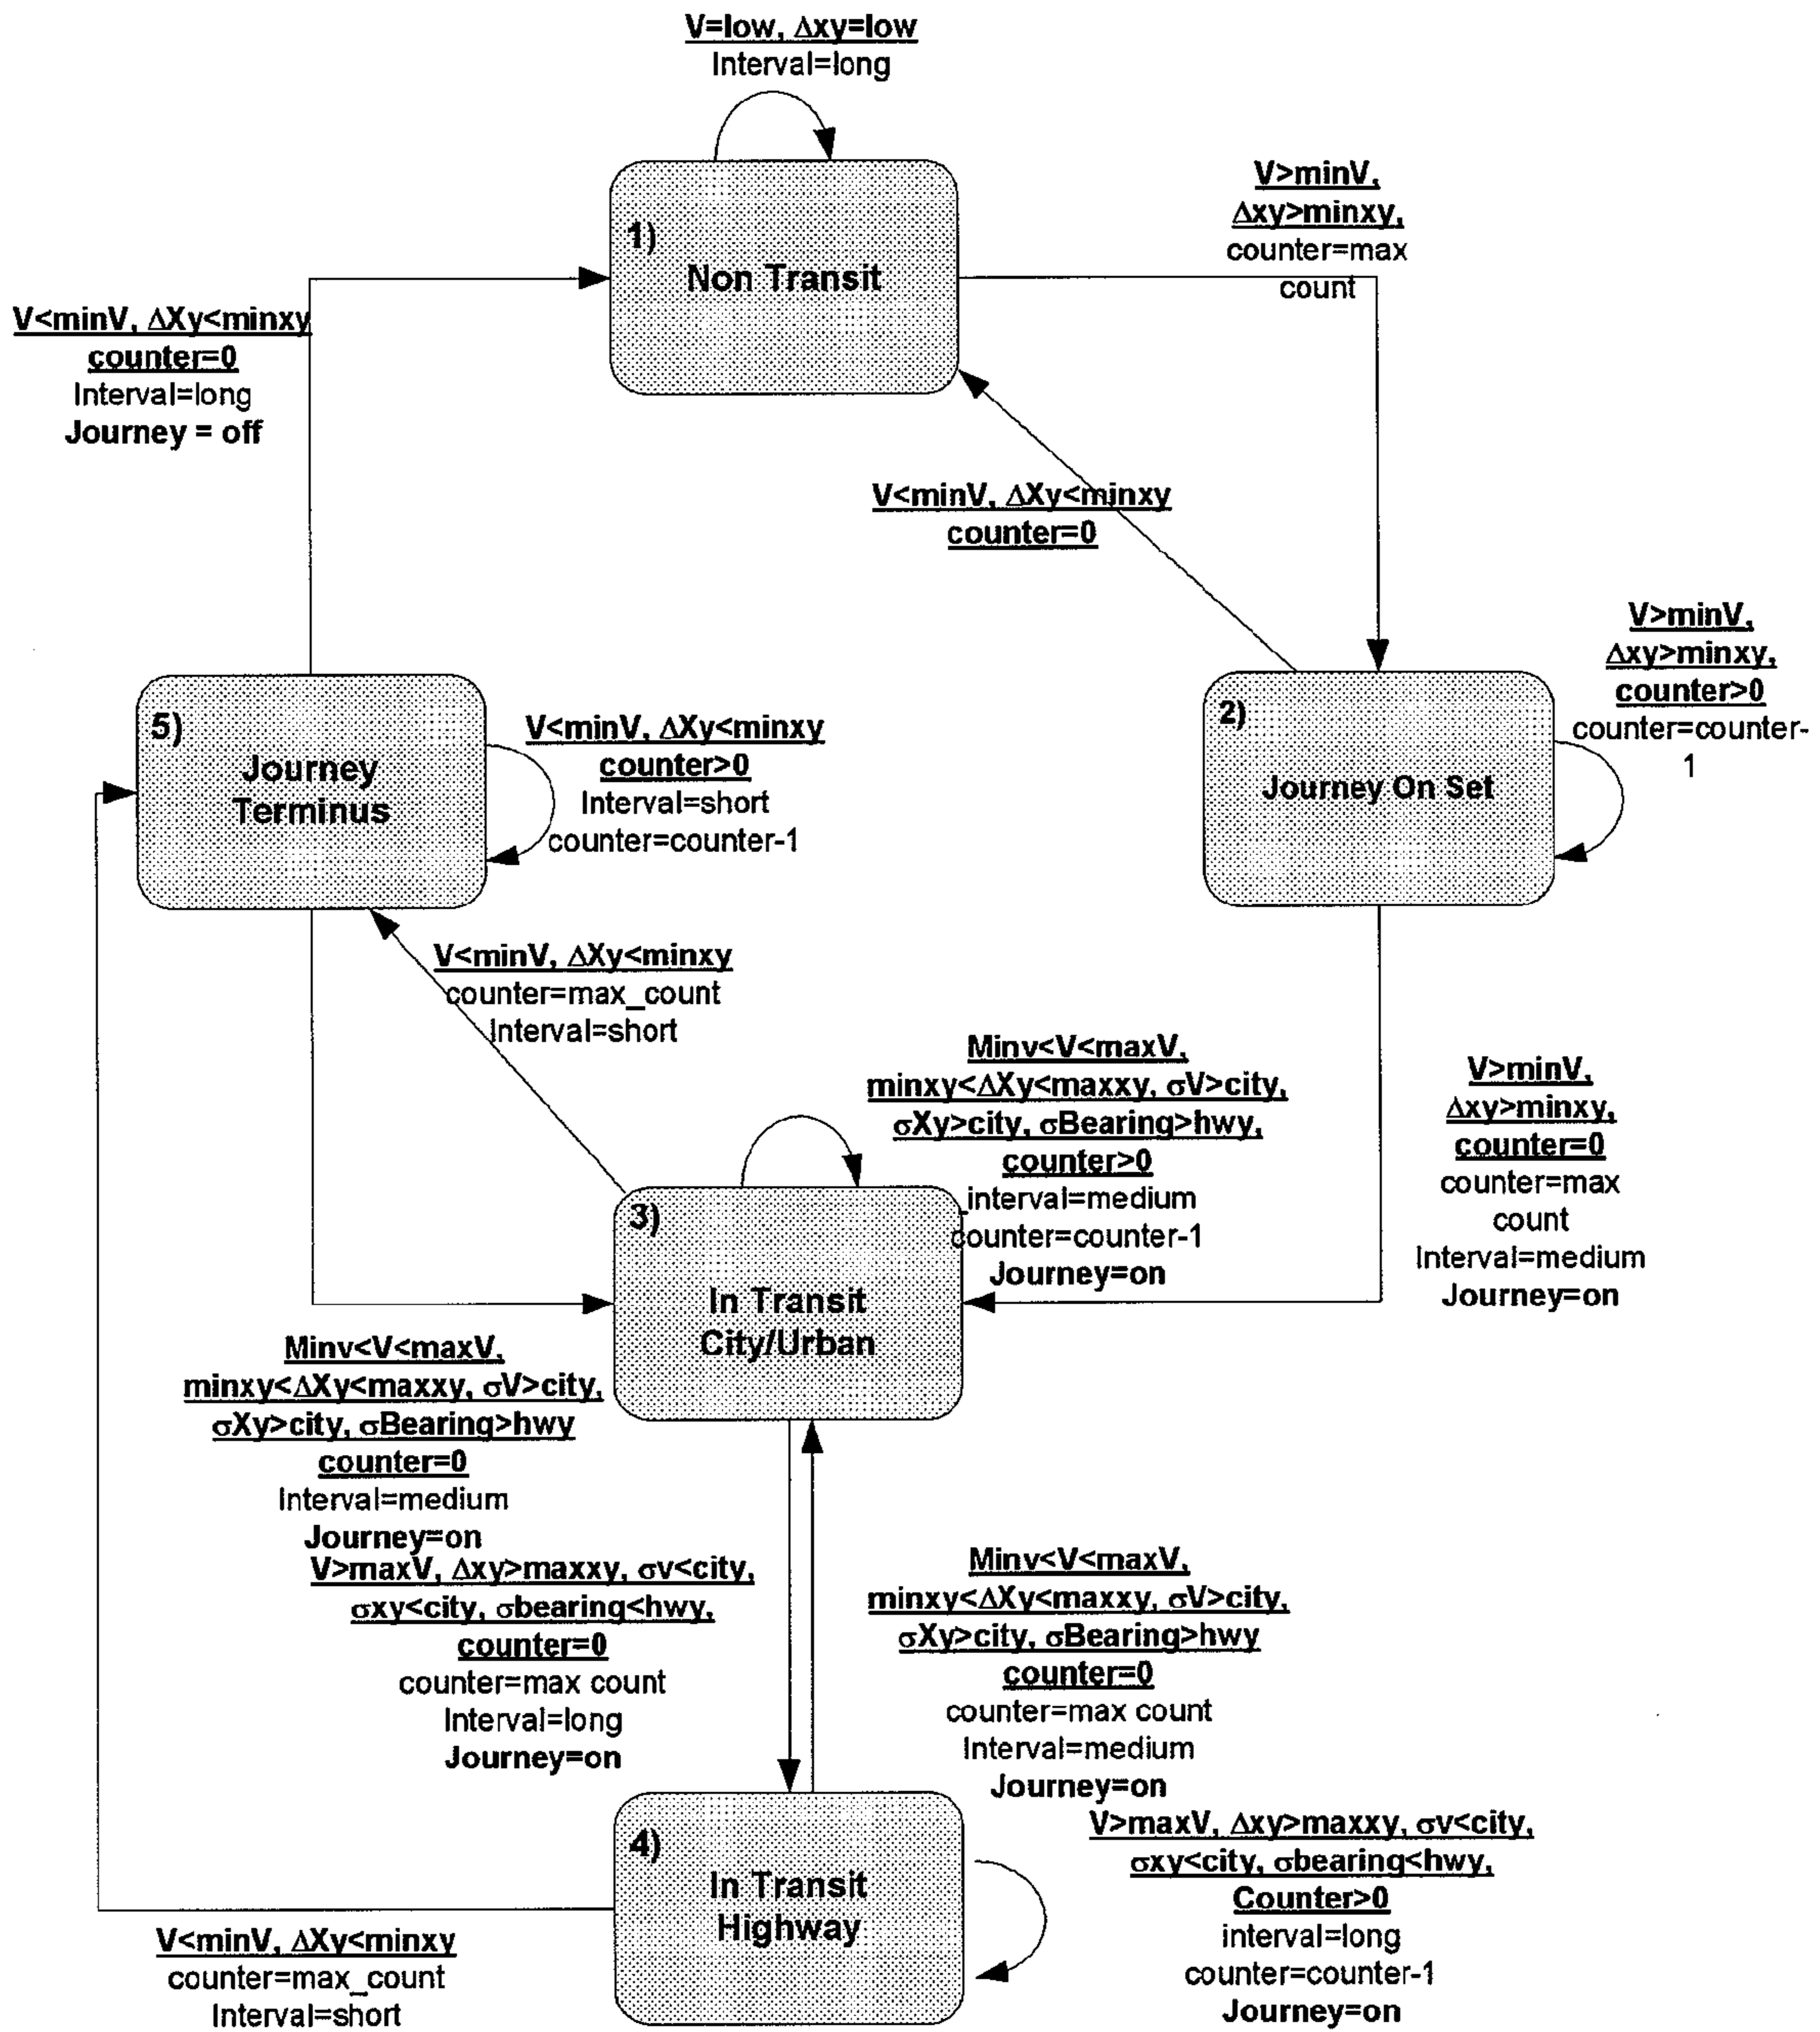 V=low, Δxy=low
Interval=long
1)
Non Transit
V>minV,
Δxy>minxy,
counter=max
count
V<minV, ΔXy<minxy
counter=0
Interval=long
Journey = off
V<minV, ΔXy<minxy
counter=0
V>minV,
Δxy>minxy,
counter>0
counter=counter-
1
2)
Journey On Set
5)
Journey
Terminus
V<minV, ΔXy<minxy
counter>0
Interval=short
counter=counter-1
V<minV, ΔXy<minxy
counter=max_count
Interval=short
Minv<V<maxV,
minxy<ΔXy<maxxy, σV>city,
σXy>city, σBearing>hwy,
counter>0
interval=medium
counter=counter-1
Journey=on
V>minV,
Δxy>minxy,
counter=0
counter=max
count
Interval=medium
Journey=on
3)
In Transit
City/Urban
Minv<V<maxV,
minxy<ΔXy<maxxy, σV>city,
σXy>city, σBearing>hwy
counter=0
Interval=medium
Journey=on
V>maxV, Δxy>maxxy, σv<city,
σxy<city, σbearing<hwy,
counter=0
counter=max count
Interval=long
Journey=on
Minv<V<maxV,
minxy<ΔXy<maxxy, σV>city,
σXy>city, σBearing>hwy
counter=0
counter=max count
Interval=medium
Journey=on
4)
In Transit
Highway
V>maxV, Δxy>maxxy, σv<city,
σxy<city, σbearing<hwy,
Counter>0
interval=long
counter=counter-1
Journey=on
V<minV, ΔXy<minxy
counter=max_count
Interval=short